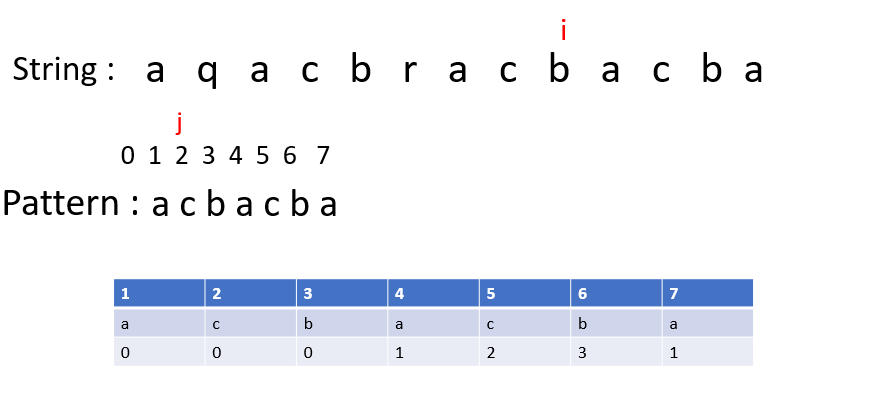 i
String : a q a c b r a c b a c b a
j
0 1 2 3 4 5 6 7
Pattern : a c b a c b a
1 2 3 4 5 6 7
a c b a c b a
0 0 0 1 2 3 1